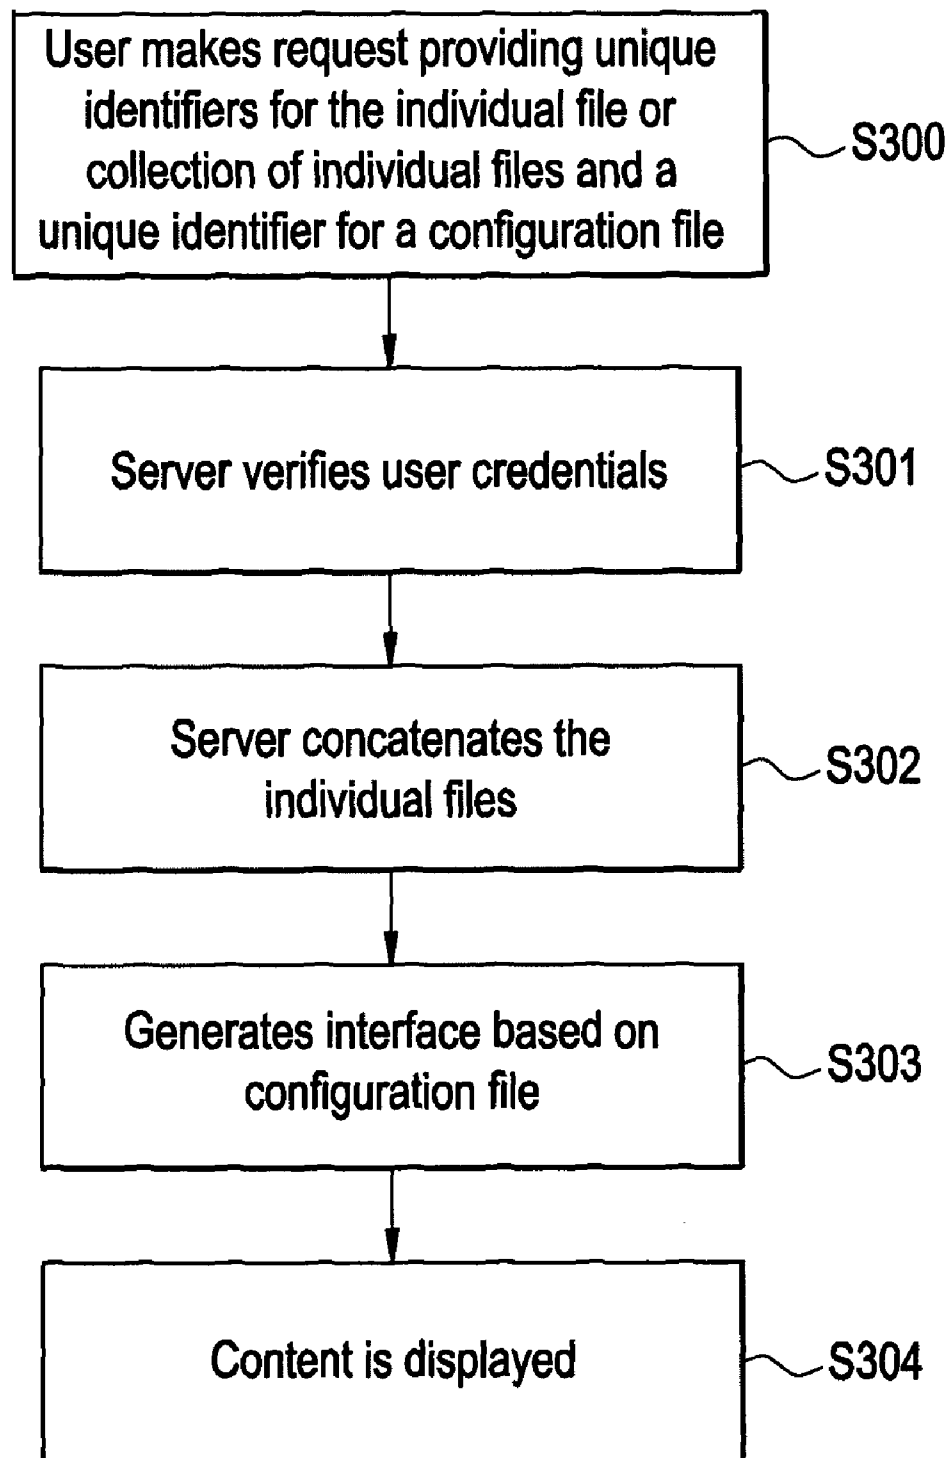 User makes request providing unique
identifiers for the individual file or
collection of individual files and a
unique identifier for a configuration file
S300
Server verifies user credentials
S301
Server concatenates the
individual files
S302
Generates interface based on
configuration file
S303
Content is displayed
S304